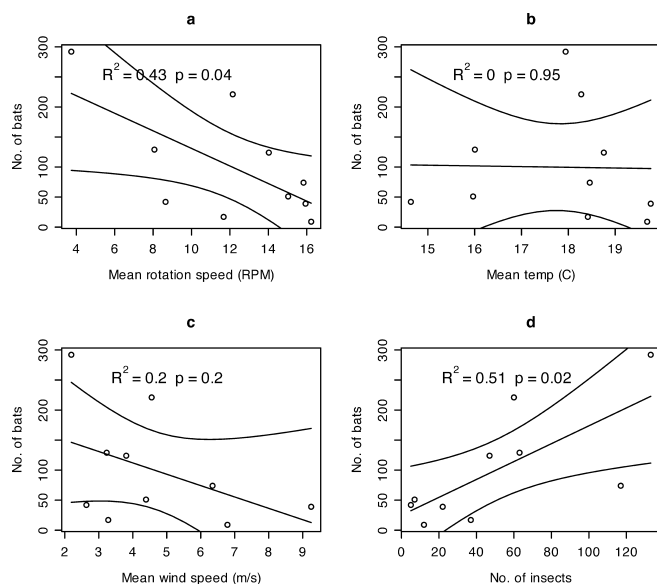 a
R² = 0.43 p = 0.04
No. of bats
300
200
100
50
0
4 6 8 10 12 14 16
Mean rotation speed (RPM)
b
R² = 0 p = 0.95
No. of bats
300
200
100
50
0
15 16 17 18 19
Mean temp (C)
c
R² = 0.2 p = 0.2
No. of bats
300
200
100
50
0
2 3 4 5 6 7 8 9
Mean wind speed (m/s)
d
R² = 0.51 p = 0.02
No. of bats
300
200
100
50
0
0 20 40 60 80 120
No. of insects